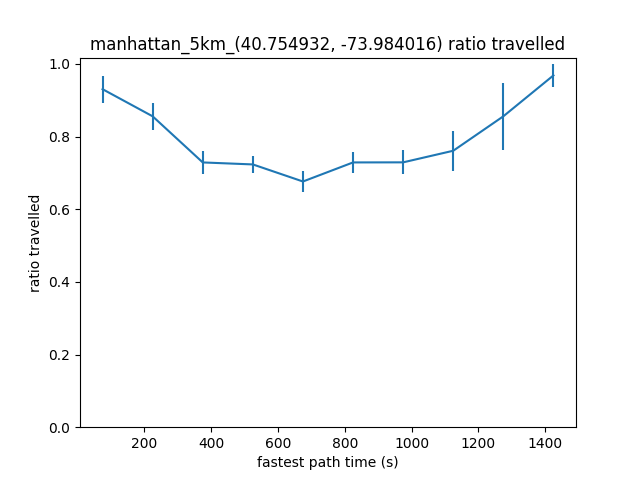 manhattan_5km_(40.754932, -73.984016) ratio travelled
1.0
0.8
0.6
0.4
0.2
0.0
ratio travelled
200 400 600 800 1000 1200 1400
fastest path time (s)